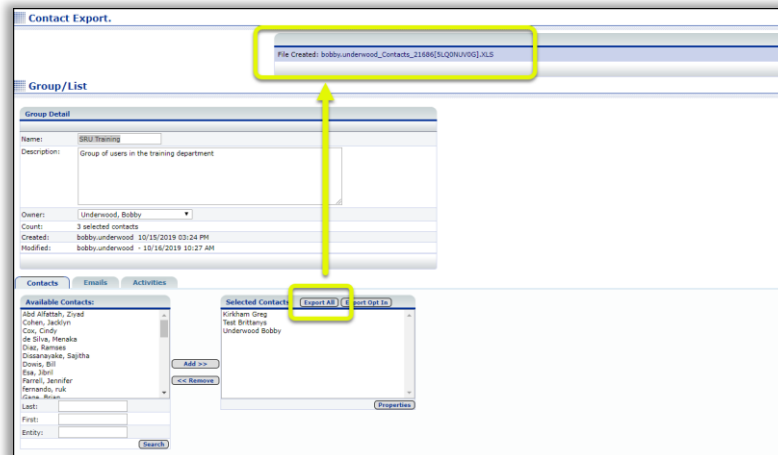 Contact Export.
File Created: bobby.underwood_Contacts_21686[5LQ0NUV0G].XLS
Group/List
Group Detail
Name: SRU Training
Description: Group of users in the training department
Owner: Underwood, Bobby
Count: 3 selected contacts
Created: bobby.underwood 10/15/2019 03:24 PM
Modified: bobby.underwood - 10/16/2019 10:27 AM
Contacts Emails Activities
Available Contacts:
Abd Alfattah, Ziyad
Cohen, Jacklyn
Cox, Cindy
de Silva, Menaka
Diaz, Ramses
Dissanayake, Sajitha
Dowis, Bill
Esa, Jibril
Farrell, Jennifer
fernando, ruk
Gane, Brian
Last:
First:
Entity:
Search
Add >>
<< Remove
Selected Contacts Export All Export Opt In
Kirkham Greg
Test Brittanys
Underwood Bobby
Properties